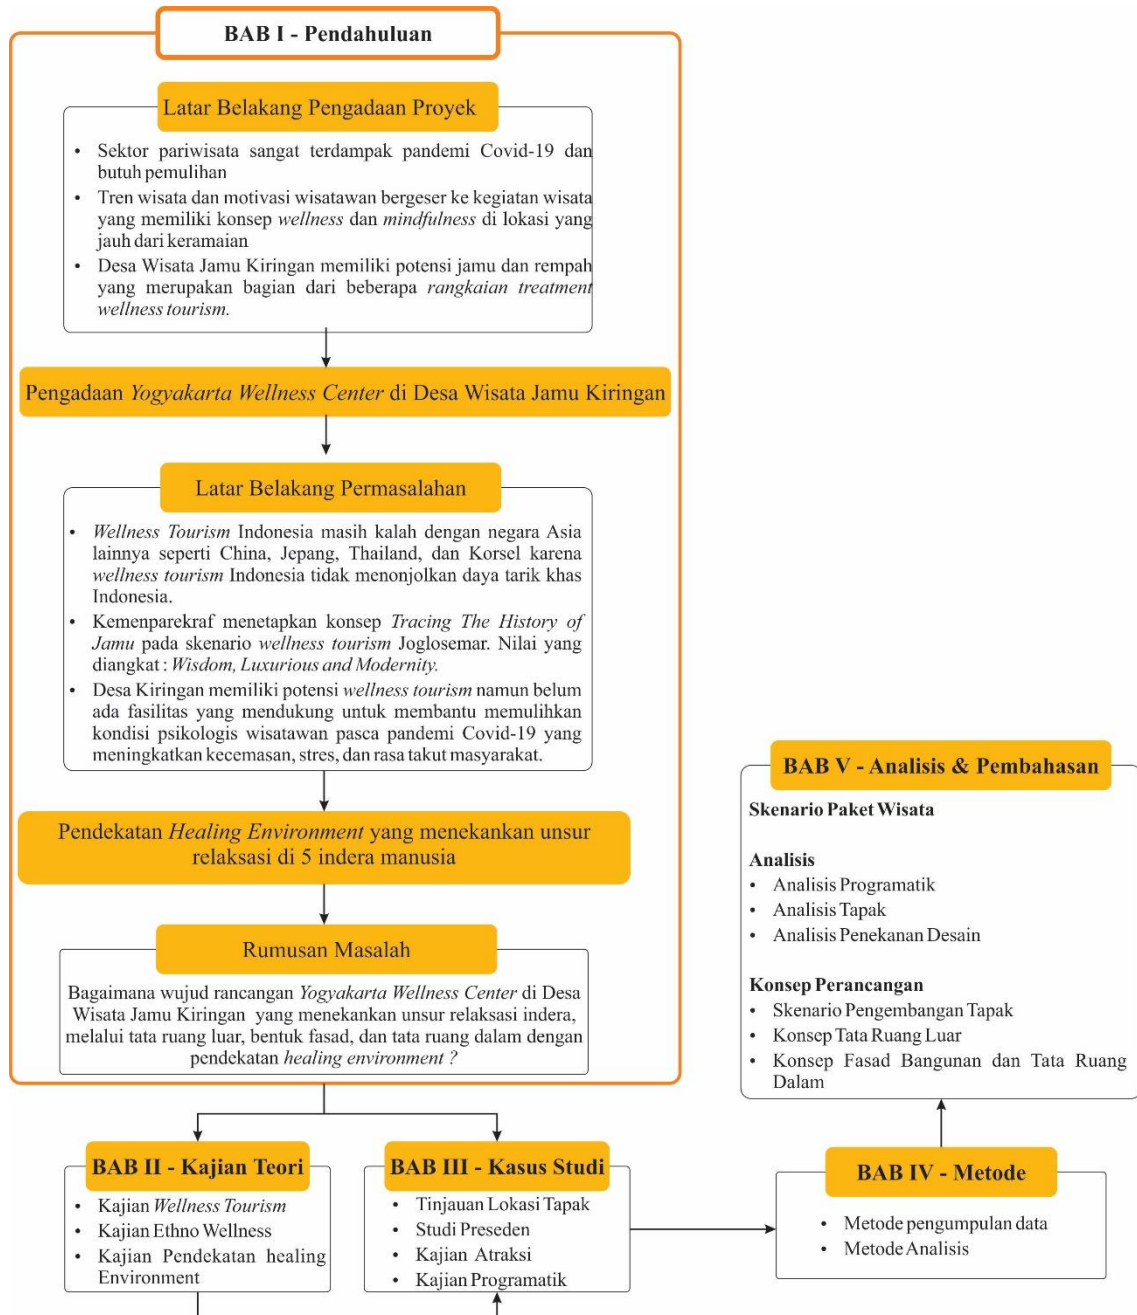 BAB I - Pendahuluan
Latar Belakang Pengadaan Proyek
• Sektor pariwisata sangat terdampak pandemi Covid-19 dan
butuh pemulihan
• Tren wisata dan motivasi wisatawan bergeser ke kegiatan wisata
yang memiliki konsep wellness dan mindfulness di lokasi yang
jauh dari keramaian
• Desa Wisata Jamu Kiringan memiliki potensi jamu dan rempah
yang merupakan bagian dari beberapa rangkaian treatment
wellness tourism.
Pengadaan Yogyakarta Wellness Center di Desa Wisata Jamu Kiringan
Latar Belakang Permasalahan
• Wellness Tourism Indonesia masih kalah dengan negara Asia
lainnya seperti China, Jepang, Thailand, dan Korsel karena
wellness tourism Indonesia tidak menonjolkan daya tarik khas
Indonesia.
• Kemenparekraf menetapkan konsep Tracing The History of
Jamu pada skenario wellness tourism Joglosemar. Nilai yang
diangkat : Wisdom, Luxurious and Modernity.
• Desa Kiringan memiliki potensi wellness tourism namun belum
ada fasilitas yang mendukung untuk membantu memulihkan
kondisi psikologis wisatawan pasca pandemi Covid-19 yang
meningkatkan kecemasan, stres, dan rasa takut masyarakat.
Pendekatan Healing Environment yang menekankan unsur
relaksasi di 5 indera manusia
Rumusan Masalah
Bagaimana wujud rancangan Yogyakarta Wellness Center di Desa
Wisata Jamu Kiringan yang menekankan unsur relaksasi indera,
melalui tata ruang luar, bentuk fasad, dan tata ruang dalam dengan
pendekatan healing environment ?
BAB II - Kajian Teori
• Kajian Wellness Tourism
• Kajian Ethno Wellness
• Kajian Pendekatan healing
Environment
BAB III - Kasus Studi
• Tinjauan Lokasi Tapak
• Studi Preseden
• Kajian Atraksi
• Kajian Programatik
BAB IV - Metode
• Metode pengumpulan data
• Metode Analisis
BAB V - Analisis & Pembahasan
Skenario Paket Wisata
Analisis
• Analisis Programatik
• Analisis Tapak
• Analisis Penekanan Desain
Konsep Perancangan
• Skenario Pengembangan Tapak
• Konsep Tata Ruang Luar
• Konsep Fasad Bangunan dan Tata Ruang
Dalam